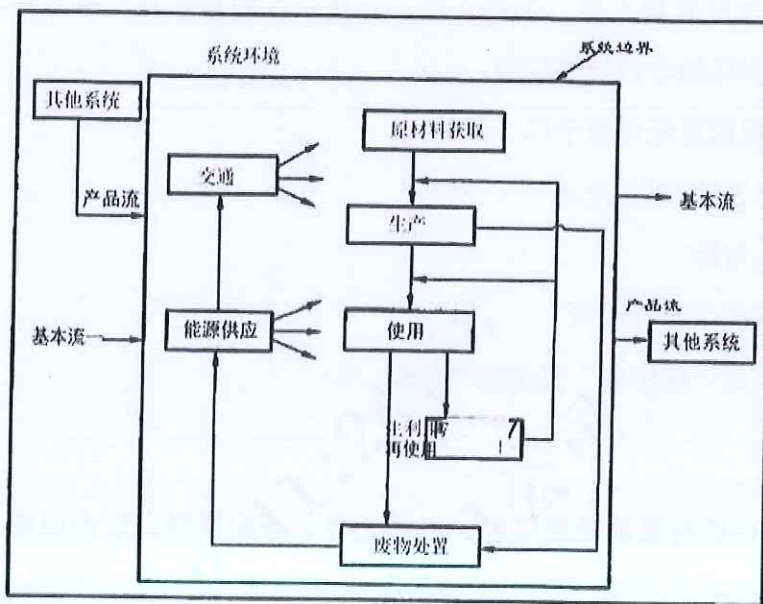 系统环境
系统边界
其他系统
原材料获取
交通
产品流
基本流
生产
产品流
基本流
能源供应
使用
其他系统
再使用
废物处置